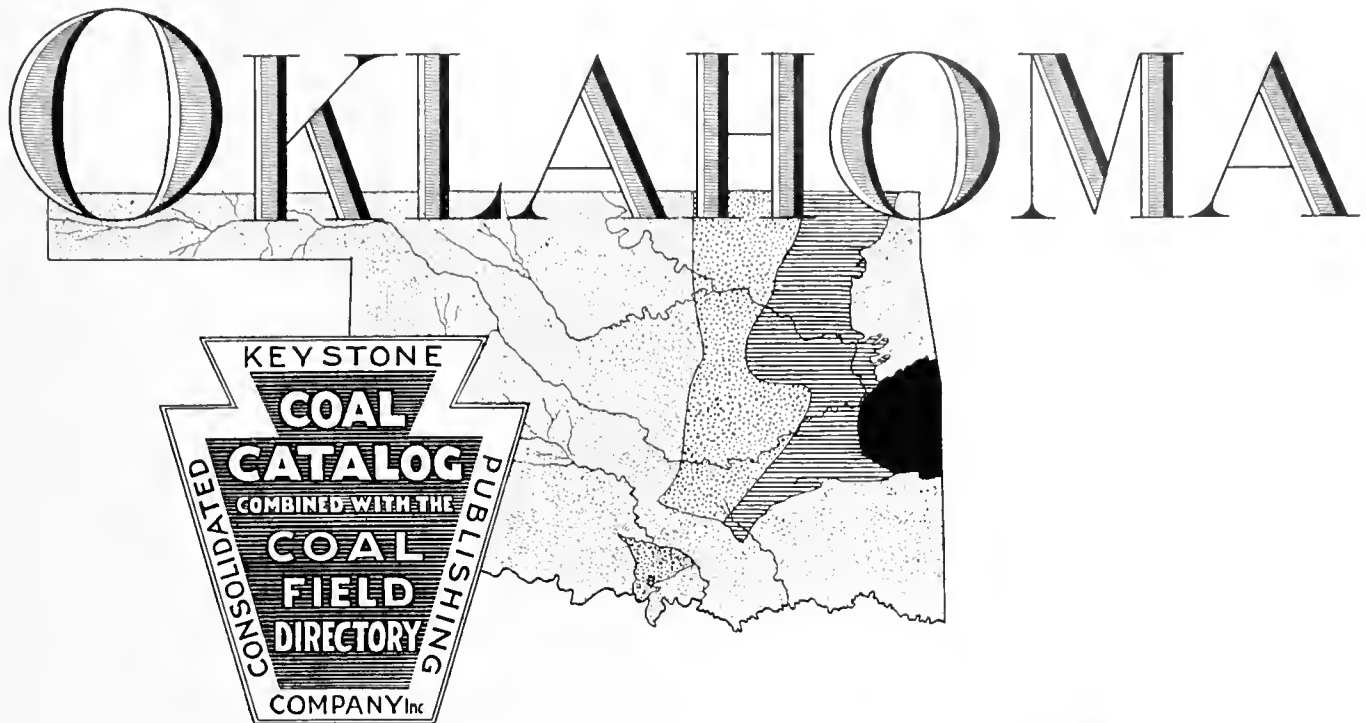 OKLAHOMA
KEYSTONE
COAL
CATALOG
COMBINED WITH THE
COAL
FIELD
DIRECTORY
CONSOLIDATED
PUBLISHING
COMPANY Inc